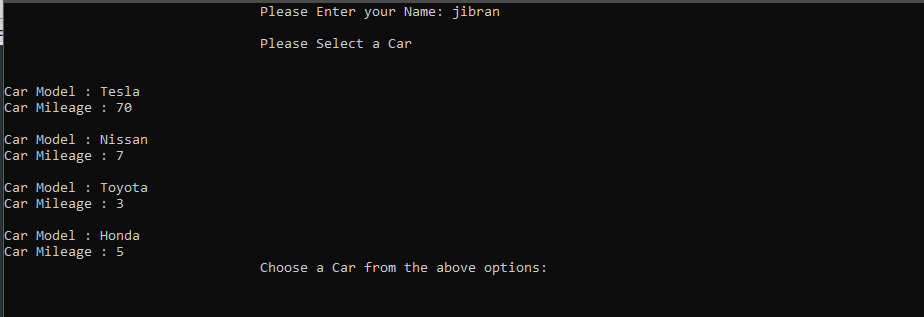 Please Enter your Name: jibran
Please Select a Car
Car Model : Tesla
Car Mileage : 70
Car Model : Nissan
Car Mileage : 7
Car Model : Toyota
Car Mileage : 3
Car Model : Honda
Car Mileage : 5
Choose a Car from the above options: